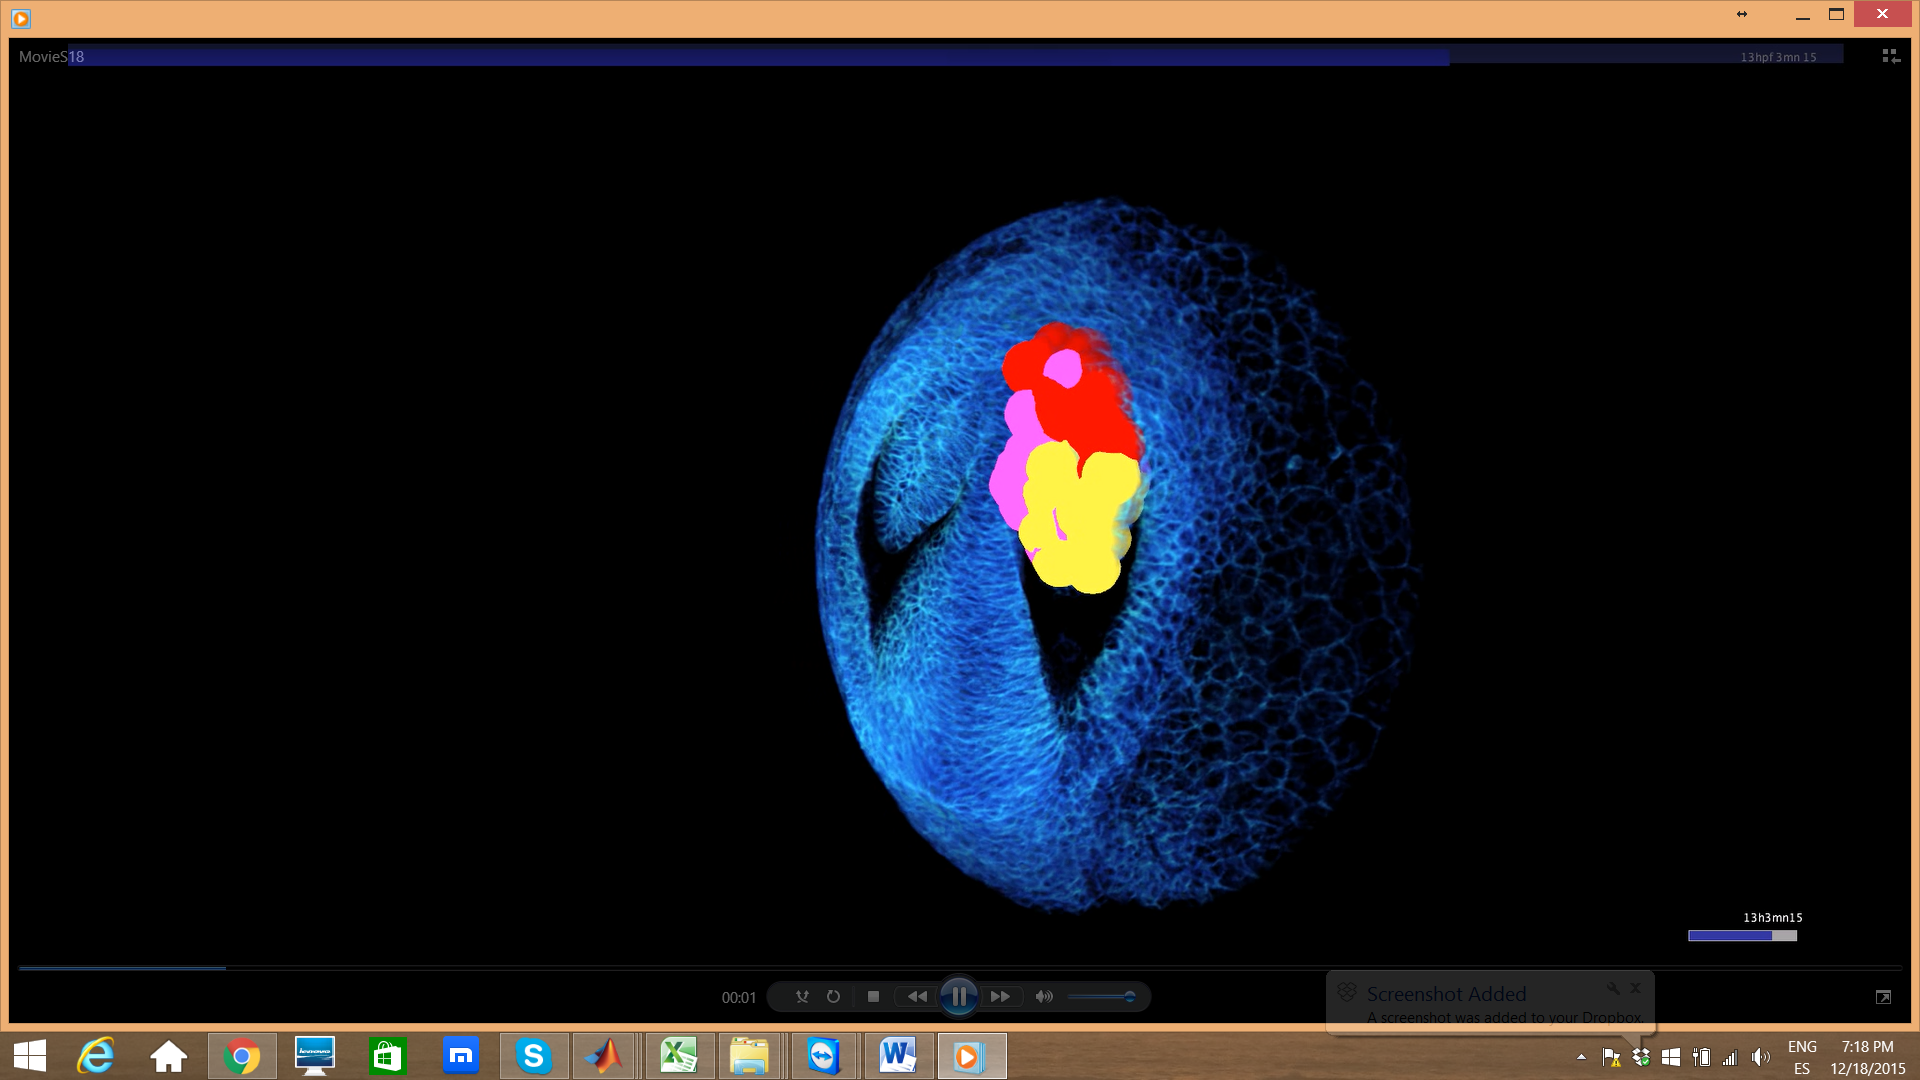 MovieS18
13hpf 3mn 15
13h3mn15
00:01
Screenshot Added
A screenshot was added to your Dropbox.
ENG
7:18 PM
ES
12/18/2015